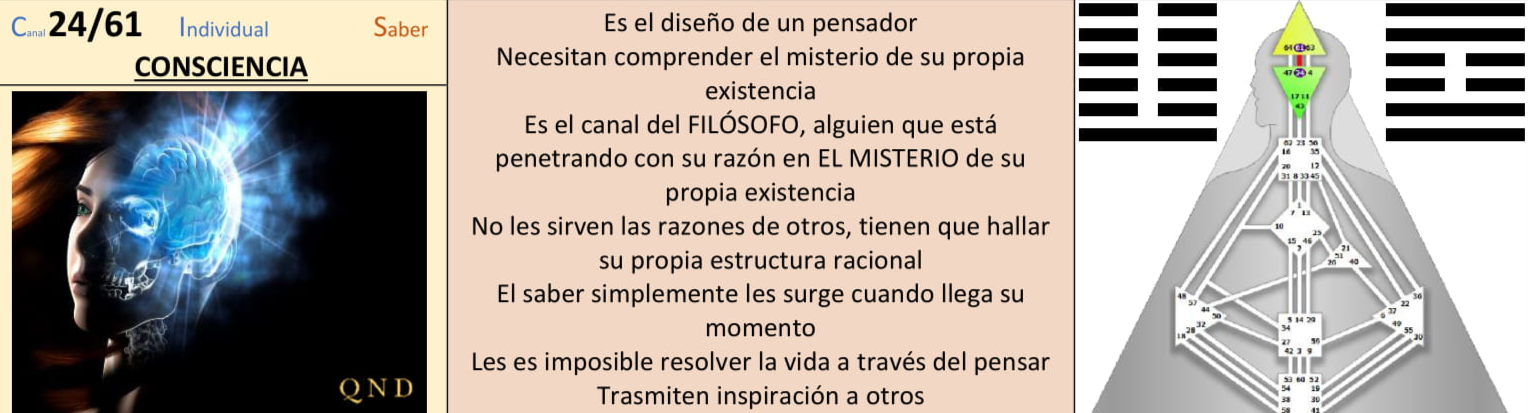 Canal 24/61 Individual Saber
CONSCIENCIA
QND
Es el diseño de un pensador
Necesitan comprender el misterio de su propia
existencia
Es el canal del FILÓSOFO, alguien que está
penetrando con su razón en EL MISTERIO de su
propia existencia
No les sirven las razones de otros, tienen que hallar
su propia estructura racional
El saber simplemente les surge cuando llega su
momento
Les es imposible resolver la vida a través del pensar
Trasmiten inspiración a otros
64 61 63
47 24 4
17 11
43
62 23 56
16 35
20 12
31 8 33 45
1
7 13
10 25
15 46
2
21
51
26 40
48
57
44
50
32
28
18
36
22
37
6
49
55
30
5 14 29
34
27 59
42 3 9
53 60 52
54 19
38 39
58 41